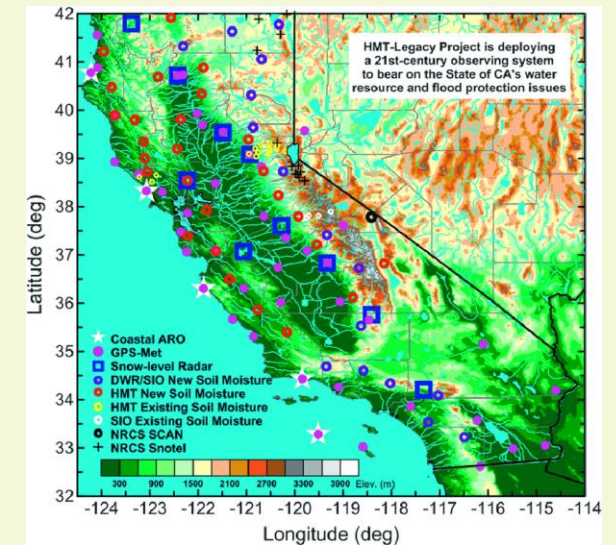 HMT-Legacy Project is deploying
a 21st-century observing system
to bear on the State of CA's water
resource and flood protection issues
Latitude (deg)
42
41
40
39
38
37
36
35
34
33
32
Coastal ARO
GPS-Met
Snow-level Radar
DWR/SIO New Soil Moisture
HMT New Soil Moisture
HMT Existing Soil Moisture
SIO Existing Soil Moisture
NRCS SCAN
NRCS Snotel
300 900 1500 2100 2700 3300 3900 Elev. (m)
-124 -123 -122 -121 -120 -119 -118 -117 -116 -115 -114
Longitude (deg)